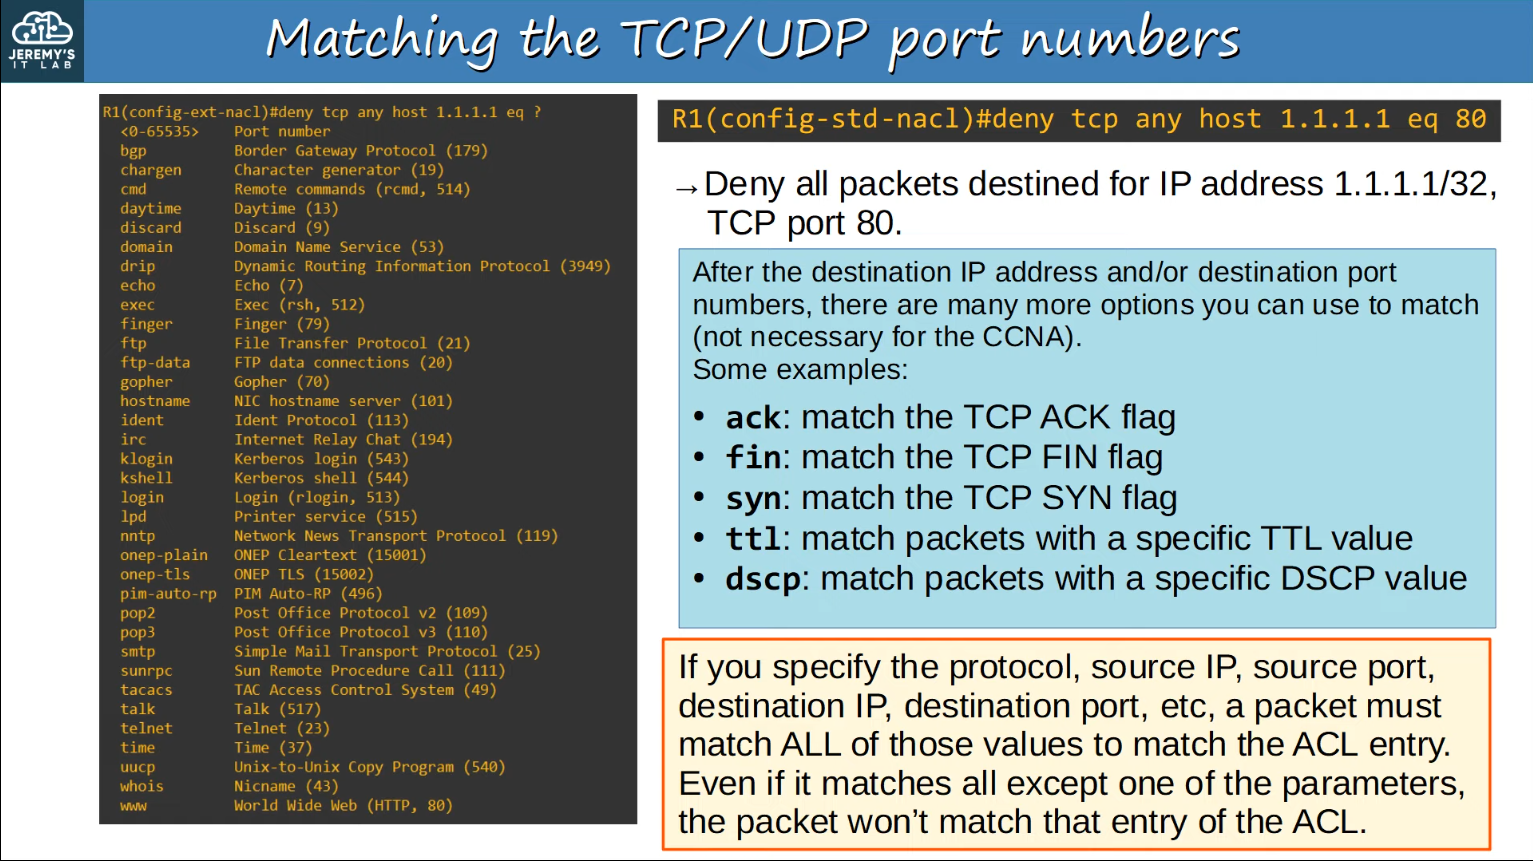 JEREMY'S
IT LAB
Matching the TCP/UDP port numbers
R1(config-ext-nacl)#deny tcp any host 1.1.1.1 eq ?
<0-65535> Port number
bgp Border Gateway Protocol (179)
chargen Character generator (19)
cmd Remote commands (rcmd, 514)
daytime Daytime (13)
discard Discard (9)
domain Domain Name Service (53)
drip Dynamic Routing Information Protocol (3949)
echo Echo (7)
exec Exec (rsh, 512)
finger Finger (79)
ftp File Transfer Protocol (21)
ftp-data FTP data connections (20)
gopher Gopher (70)
hostname NIC hostname server (101)
ident Ident Protocol (113)
irc Internet Relay Chat (194)
klogin Kerberos login (543)
kshell Kerberos shell (544)
login Login (rlogin, 513)
lpd Printer service (515)
nntp Network News Transport Protocol (119)
onep-plain ONEP Cleartext (15001)
onep-tls ONEP TLS (15002)
pim-auto-rp PIM Auto-RP (496)
pop2 Post Office Protocol v2 (109)
pop3 Post Office Protocol v3 (110)
smtp Simple Mail Transport Protocol (25)
sunrpc Sun Remote Procedure Call (111)
tacacs TAC Access Control System (49)
talk Talk (517)
telnet Telnet (23)
time Time (37)
uucp Unix-to-Unix Copy Program (540)
whois Nicname (43)
www World Wide Web (HTTP, 80)
R1(config-std-nacl)#deny tcp any host 1.1.1.1 eq 80
→Deny all packets destined for IP address 1.1.1.1/32,
TCP port 80.
After the destination IP address and/or destination port
numbers, there are many more options you can use to match
(not necessary for the CCNA).
Some examples:
• ack: match the TCP ACK flag
• fin: match the TCP FIN flag
• syn: match the TCP SYN flag
• ttl: match packets with a specific TTL value
• dscp: match packets with a specific DSCP value
If you specify the protocol, source IP, source port,
destination IP, destination port, etc, a packet must
match ALL of those values to match the ACL entry.
Even if it matches all except one of the parameters,
the packet won't match that entry of the ACL.